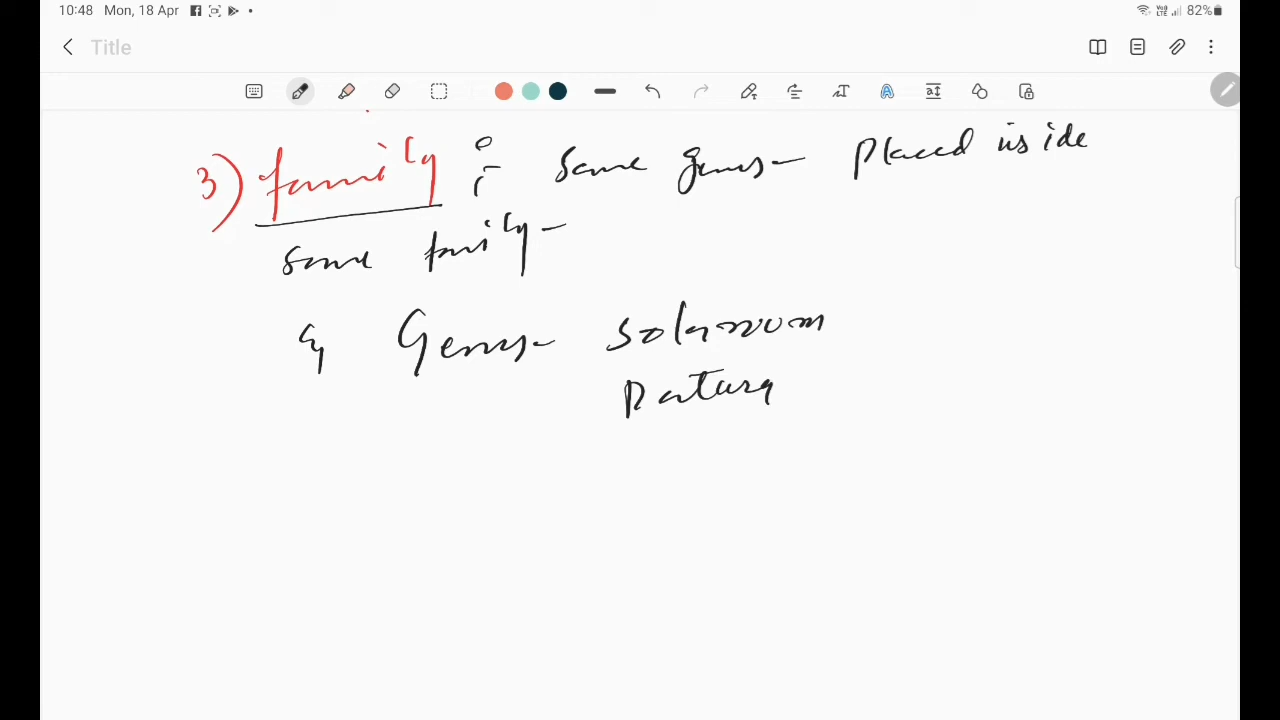 10:48 Mon, 18 Apr 82%
Title
3) family :- Same genus - Placed inside
same family -
eg Genus - Solanum
Datura